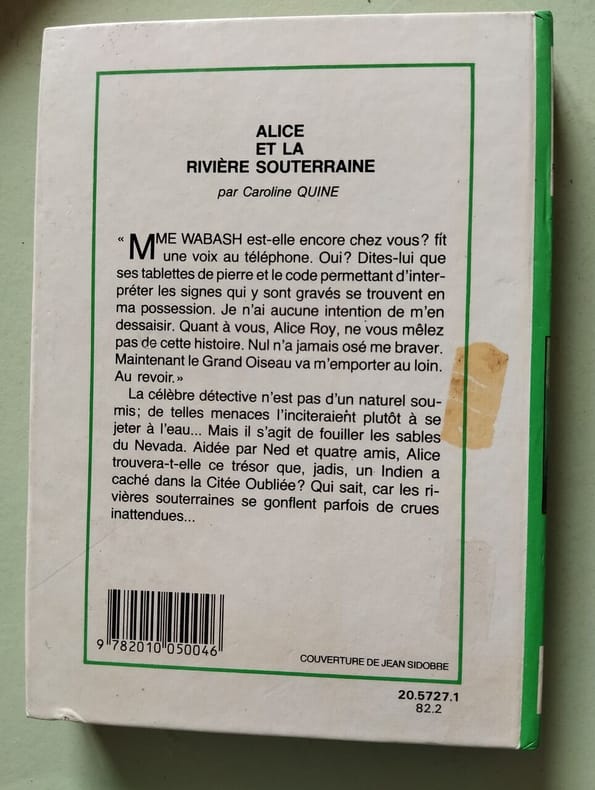 ALICE
ET LA
RIVIÈRE SOUTERRAINE
par Caroline QUINE
« MME WABASH est-elle encore chez vous? fit
une voix au téléphone. Oui? Dites-lui que
ses tablettes de pierre et le code permettant d'inter-
préter les signes qui y sont gravés se trouvent en
ma possession. Je n'ai aucune intention de m'en
dessaisir. Quant à vous, Alice Roy, ne vous mêlez
pas de cette histoire. Nul n'a jamais osé me braver.
Maintenant le Grand Oiseau va m'emporter au loin.
Au revoir.»
La célèbre détective n'est pas d'un naturel sou-
mis; de telles menaces l'inciteraient plutôt à se
jeter à l'eau... Mais il s'agit de fouiller les sables
du Nevada. Aidée par Ned et quatre amis, Alice
trouvera-t-elle ce trésor que, jadis, un Indien a
caché dans la Citée Oubliée? Qui sait, car les ri-
vières souterraines se gonflent parfois de crues
inattendues...
9 782010 050046
COUVERTURE DE JEAN SIDOBRE
20.5727.1
82.2